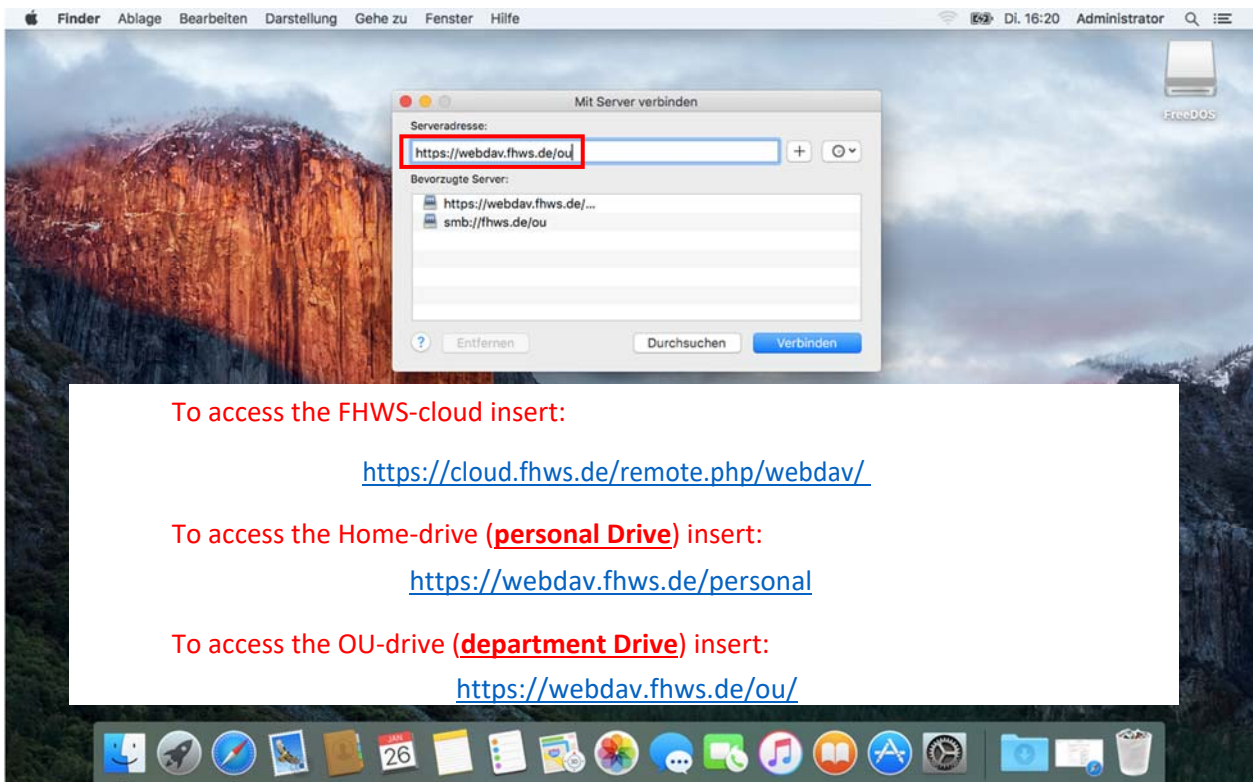 Finder Ablage Bearbeiten Darstellung Gehe zu Fenster Hilfe Di. 16:20 Administrator
FreeDOS
Mit Server verbinden
Serveradresse:
https://webdav.fhws.de/ou
Bevorzugte Server:
https://webdav.fhws.de/...
smb://fhws.de/ou
? Entfernen Durchsuchen Verbinden
To access the FHWS-cloud insert:
https://cloud.fhws.de/remote.php/webdav/
To access the Home-drive (personal Drive) insert:
https://webdav.fhws.de/personal
To access the OU-drive (department Drive) insert:
https://webdav.fhws.de/ou/
JAN
26